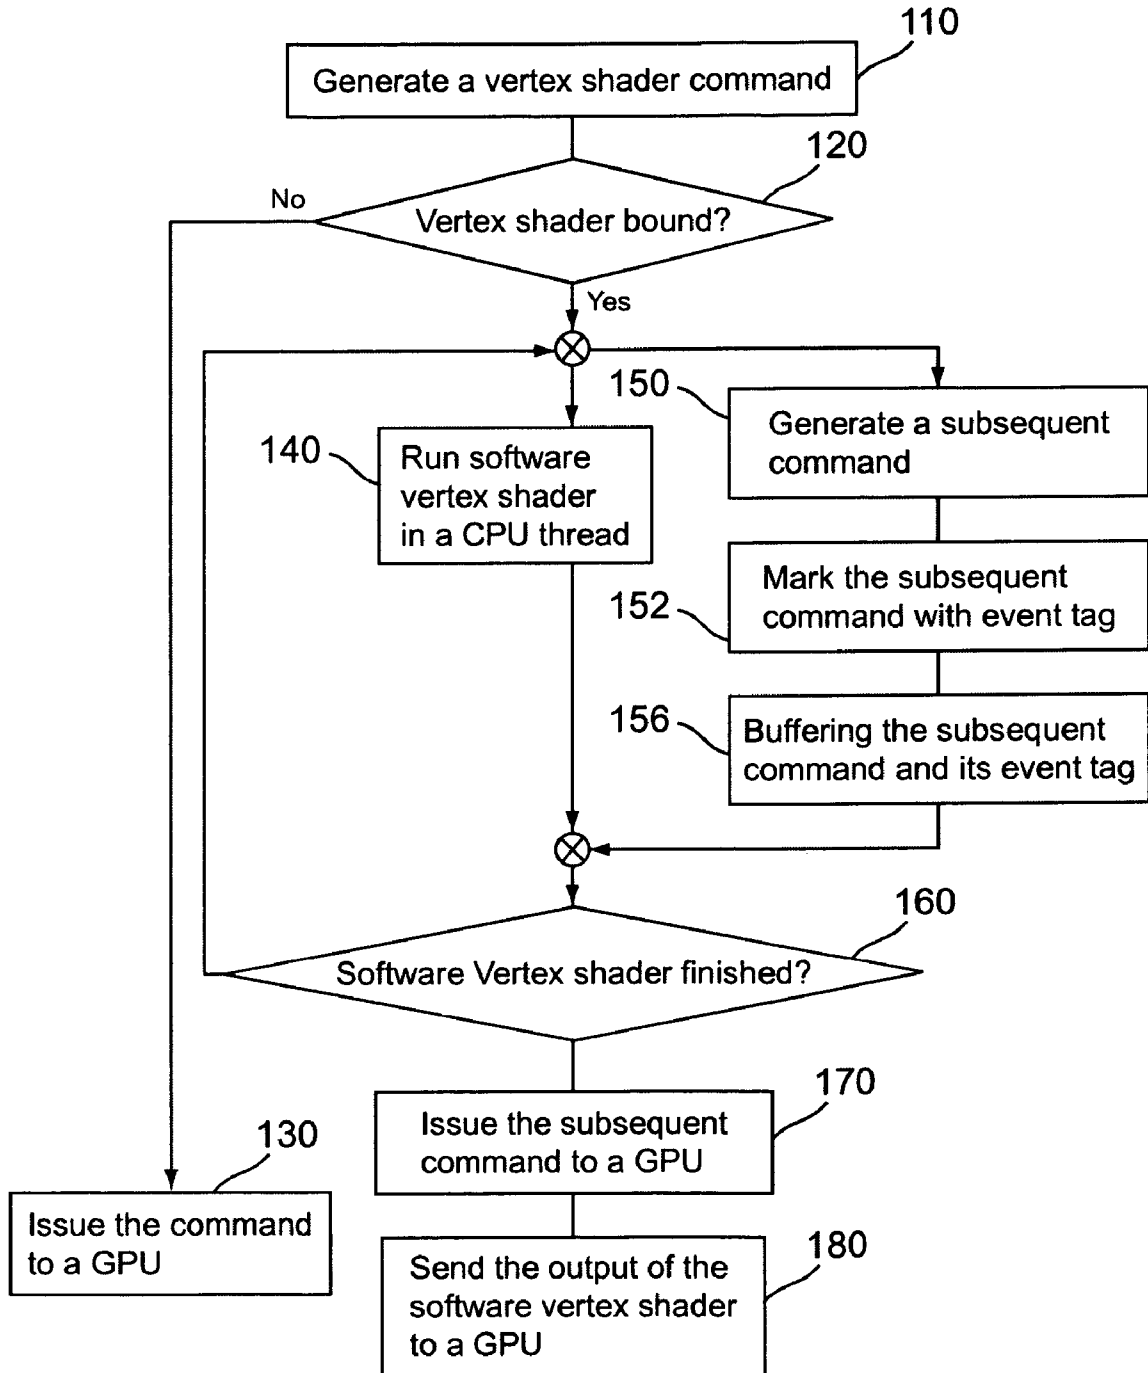 110
Generate a vertex shader command
120
No
Vertex shader bound?
Yes
150
Generate a subsequent
command
140
Run software
vertex shader
in a CPU thread
152
Mark the subsequent
command with event tag
156
Buffering the subsequent
command and its event tag
160
Software Vertex shader finished?
170
Issue the subsequent
command to a GPU
130
Issue the command
to a GPU
180
Send the output of the
software vertex shader
to a GPU